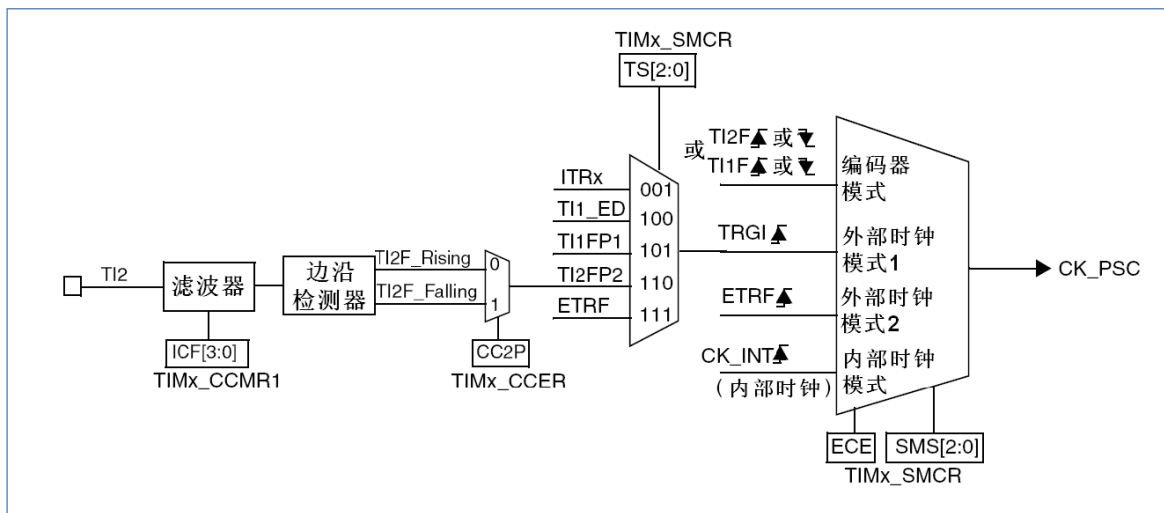 TIMx_SMCR
TS[2:0]
或
TI2F 或
TI1F 或
编码器
模式
ITRx
001
TI1_ED
100
TI1FP1
101
TRGI
外部时钟
模式1
CK_PSC
TI2
滤波器
边沿
检测器
TI2F_Rising
0
TI2F_Falling
1
TI2FP2
110
ETRF
111
ETRF
外部时钟
模式2
ICF[3:0]
TIMx_CCMR1
CC2P
TIMx_CCER
CK_INT
(内部时钟)
内部时钟
模式
ECE
SMS[2:0]
TIMx_SMCR